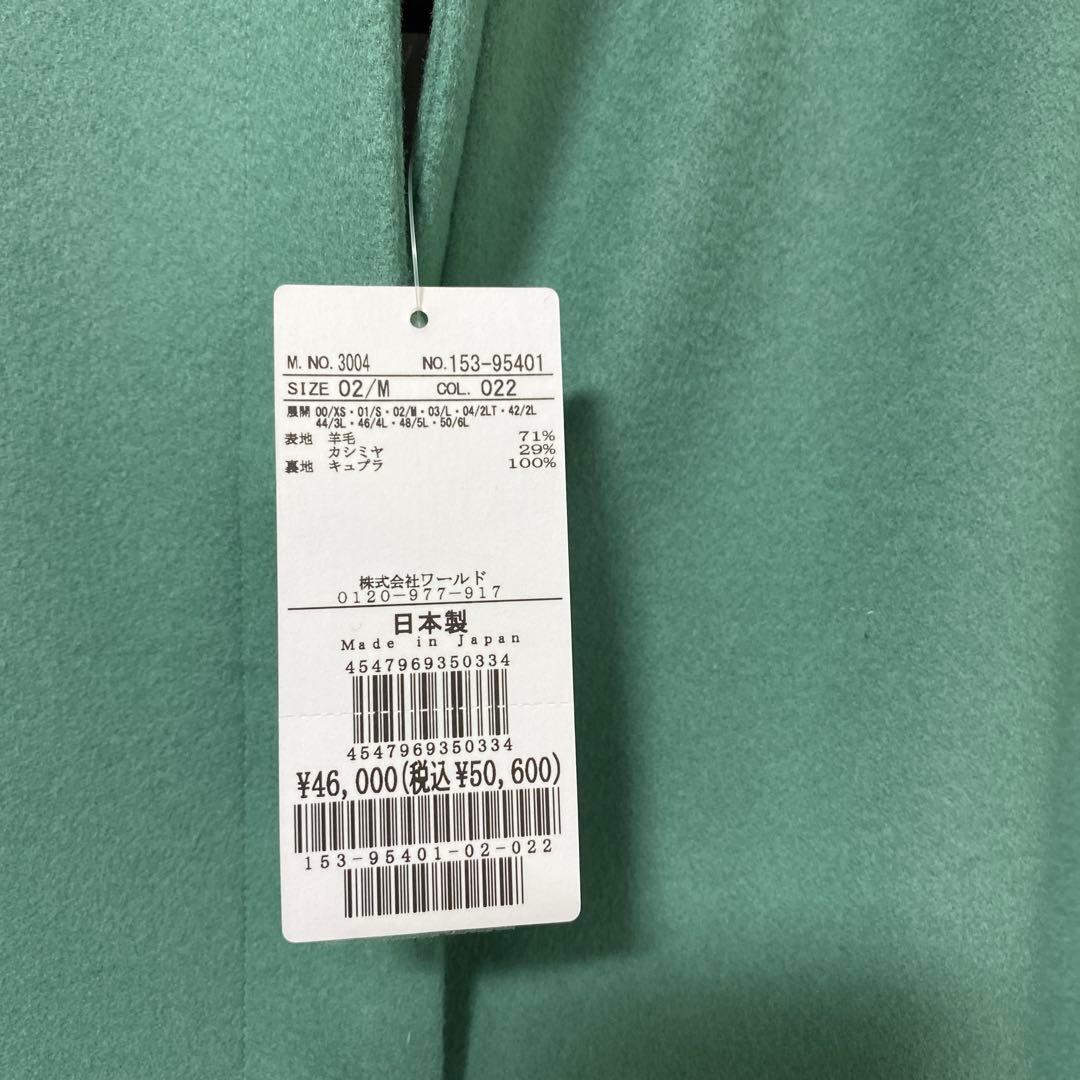 M. NO. 3004 NO. 153-95401
SIZE 02/M COL. 022
展開 00/XS・01/S・02/M・03/L・04/2LT・42/2L
44/3L・46/4L・48/5L・50/6L
表地 羊毛 71%
カシミヤ 29%
裏地 キュプラ 100%
株式会社ワールド
0120-977-917
日本製
Made in Japan
4547969350334
4547969350334
¥46,000(税込¥50,600)
153-95401-02-022